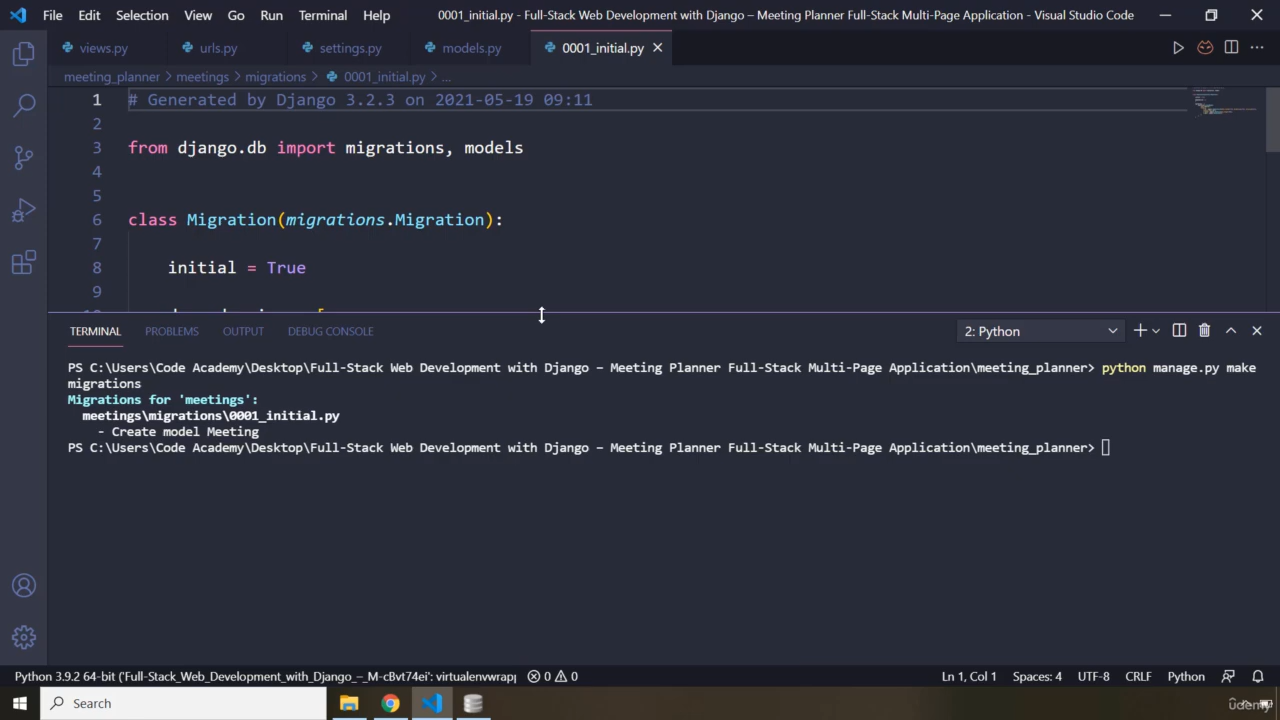 File Edit Selection View Go Run Terminal Help 0001_initial.py - Full-Stack Web Development with Django – Meeting Planner Full-Stack Multi-Page Application - Visual Studio Code
views.py urls.py settings.py models.py 0001_initial.py
meeting_planner > meetings > migrations > 0001_initial.py > ...
1 # Generated by Django 3.2.3 on 2021-05-19 09:11
2
3 from django.db import migrations, models
4
5
6 class Migration(migrations.Migration):
7
8 initial = True
9
TERMINAL PROBLEMS OUTPUT DEBUG CONSOLE 2: Python
PS C:\Users\Code Academy\Desktop\Full-Stack Web Development with Django – Meeting Planner Full-Stack Multi-Page Application\meeting_planner> python manage.py make
migrations
Migrations for 'meetings':
meetings\migrations\0001_initial.py
- Create model Meeting
PS C:\Users\Code Academy\Desktop\Full-Stack Web Development with Django – Meeting Planner Full-Stack Multi-Page Application\meeting_planner>
Python 3.9.2 64-bit ('Full-Stack_Web_Development_with_Django_–_M-cBvt74ei': virtualenvwrapp 0 0 Ln 1, Col 1 Spaces: 4 UTF-8 CRLF Python
Search
udemy